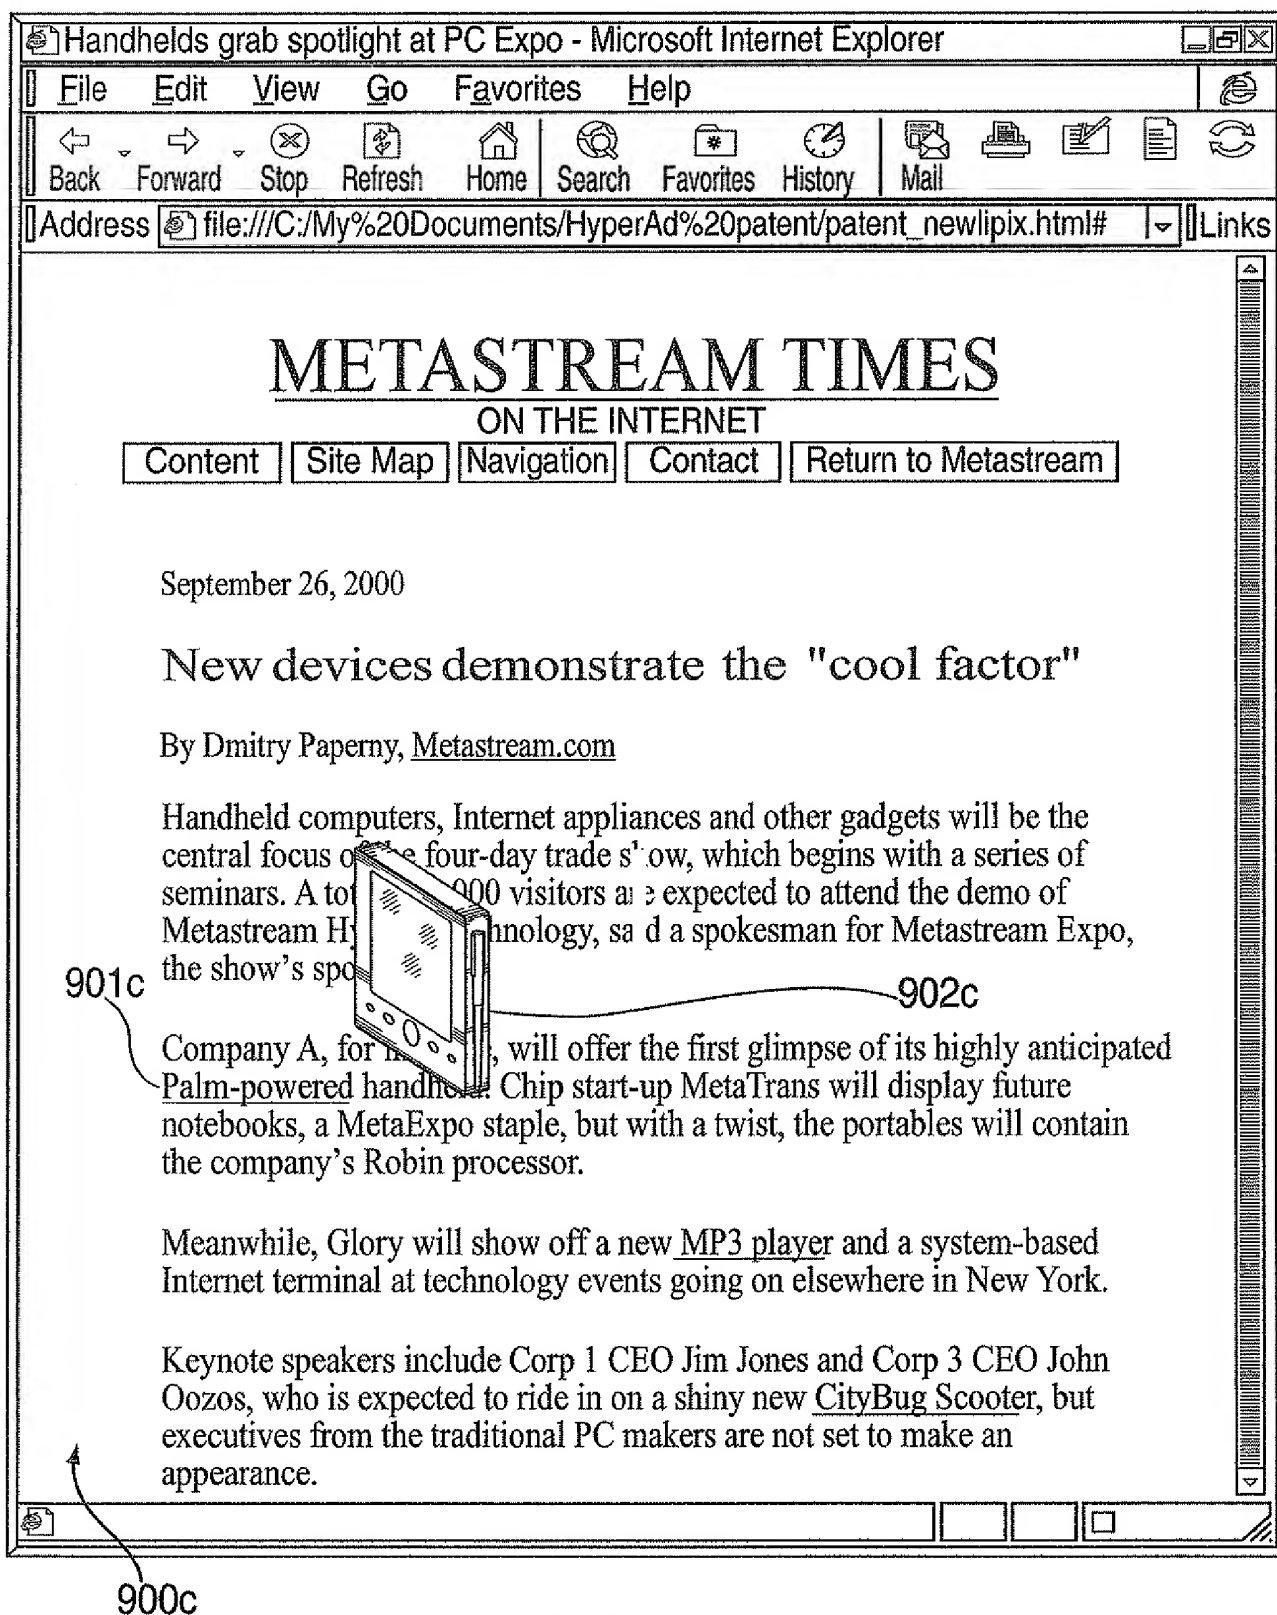 Handhelds grab spotlight at PC Expo - Microsoft Internet Explorer
File Edit View Go Favorites Help
Back Forward Stop Refresh Home Search Favorites History Mail
Address file:///C:/My%20Documents/HyperAd%20patent/patent_newlipix.html# Links
METASTREAM TIMES
ON THE INTERNET
Content Site Map Navigation Contact Return to Metastream
September 26, 2000
New devices demonstrate the "cool factor"
By Dmitry Paperny, Metastream.com
Handheld computers, Internet appliances and other gadgets will be the
central focus four-day trade which begins with a series of
seminars. A 000 visitors expected to attend the demo of
Metastream a spokesman for Metastream Expo,
the show's
901c
902c
Company A, for will offer the first glimpse of its highly anticipated
Palm-powered Chip start-up MetaTrans will display future
notebooks, a MetaExpo staple, but with a twist, the portables will contain
the company's Robin processor.
Meanwhile, Glory will show off a new MP3 player and a system-based
Internet terminal at technology events going on elsewhere in New York.
Keynote speakers include Corp 1 CEO Jim Jones and Corp 3 CEO John
Oozos, who is expected to ride in on a shiny new CityBug Scooter, but
executives from the traditional PC makers are not set to make an
appearance.
900c